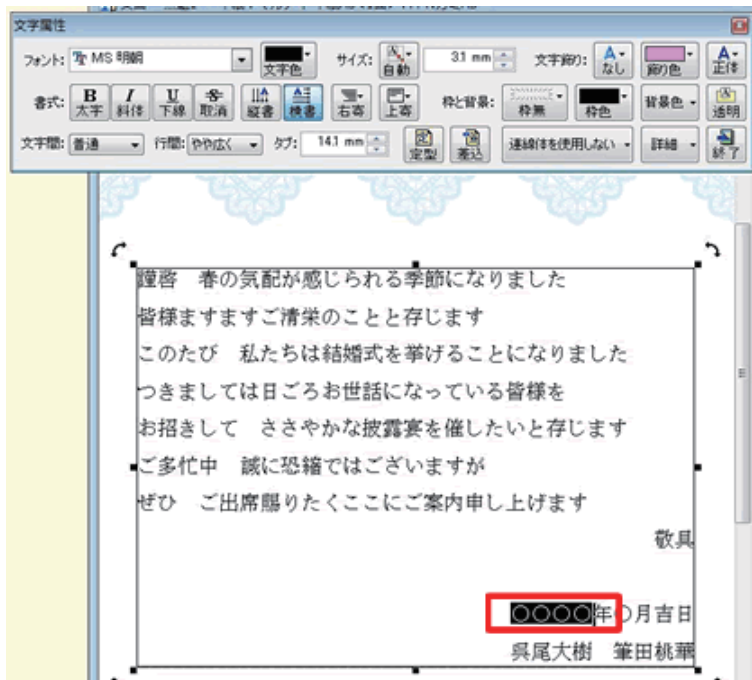 文字属性
フォント: MS 明朝 文字色 サイズ: 自動 3.1 mm 文字飾り: なし 飾り色 正体
書式: B 太字 I 斜体 U 下線 取消 縦書 横書 右寄 上寄 枠と背景: 枠無 枠色 背景色 透明
文字間: 普通 行間: やや広く タブ: 14.1 mm 定型 差込 連線体を使用しない 詳細 終了
謹啓 春の気配が感じられる季節になりました
皆様ますますご清栄のことと存じます
このたび 私たちは結婚式を挙げることになりました
つきましては日ごろお世話になっている皆様を
お招きして ささやかな披露宴を催したいと存じます
ご多忙中 誠に恐縮ではございますが
ぜひ ご出席賜りたくここにご案内申し上げます
敬具
〇〇〇〇年〇月吉日
呉尾大樹 筆田桃華